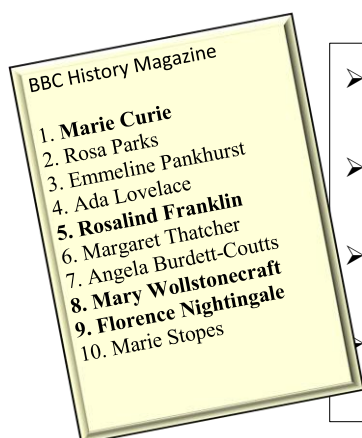 BBC History Magazine
1. Marie Curie
2. Rosa Parks
3. Emmeline Pankhurst
4. Ada Lovelace
5. Rosalind Franklin
6. Margaret Thatcher
7. Angela Burdett-Coutts
8. Mary Wollstonecraft
9. Florence Nightingale
10. Marie Stopes